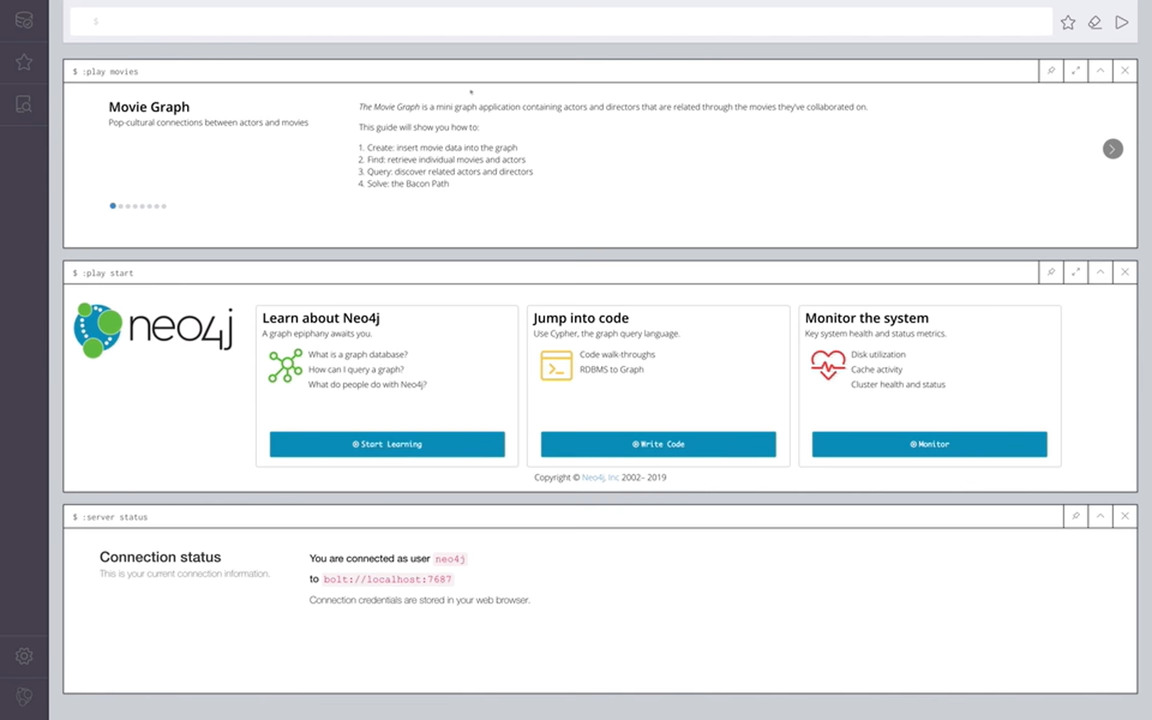 $
$ :play movies
Movie Graph
Pop-cultural connections between actors and movies
The Movie Graph is a mini graph application containing actors and directors that are related through the movies they've collaborated on.
This guide will show you how to:
1. Create: insert movie data into the graph
2. Find: retrieve individual movies and actors
3. Query: discover related actors and directors
4. Solve: the Bacon Path
$ :play start
neo4j
Learn about Neo4j
A graph epiphany awaits you.
What is a graph database?
How can I query a graph?
What do people do with Neo4j?
Start Learning
Jump into code
Use Cypher, the graph query language.
Code walk-throughs
RDBMS to Graph
Write Code
Monitor the system
Key system health and status metrics.
Disk utilization
Cache activity
Cluster health and status
Monitor
Copyright © Neo4j, Inc 2002– 2019
$ :server status
Connection status
This is your current connection information.
You are connected as user neo4j
to bolt://localhost:7687
Connection credentials are stored in your web browser.